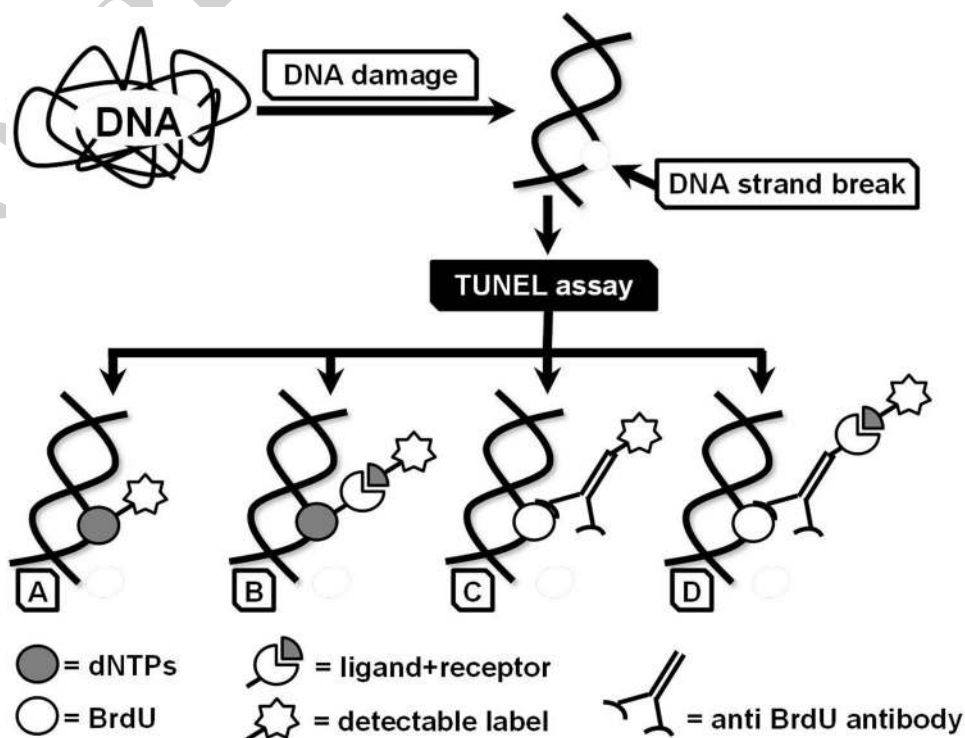 DNA
DNA damage
DNA strand break
TUNEL assay
A
B
C
D
= dNTPs
= ligand+receptor
= BrdU
= detectable label
= anti BrdU antibody